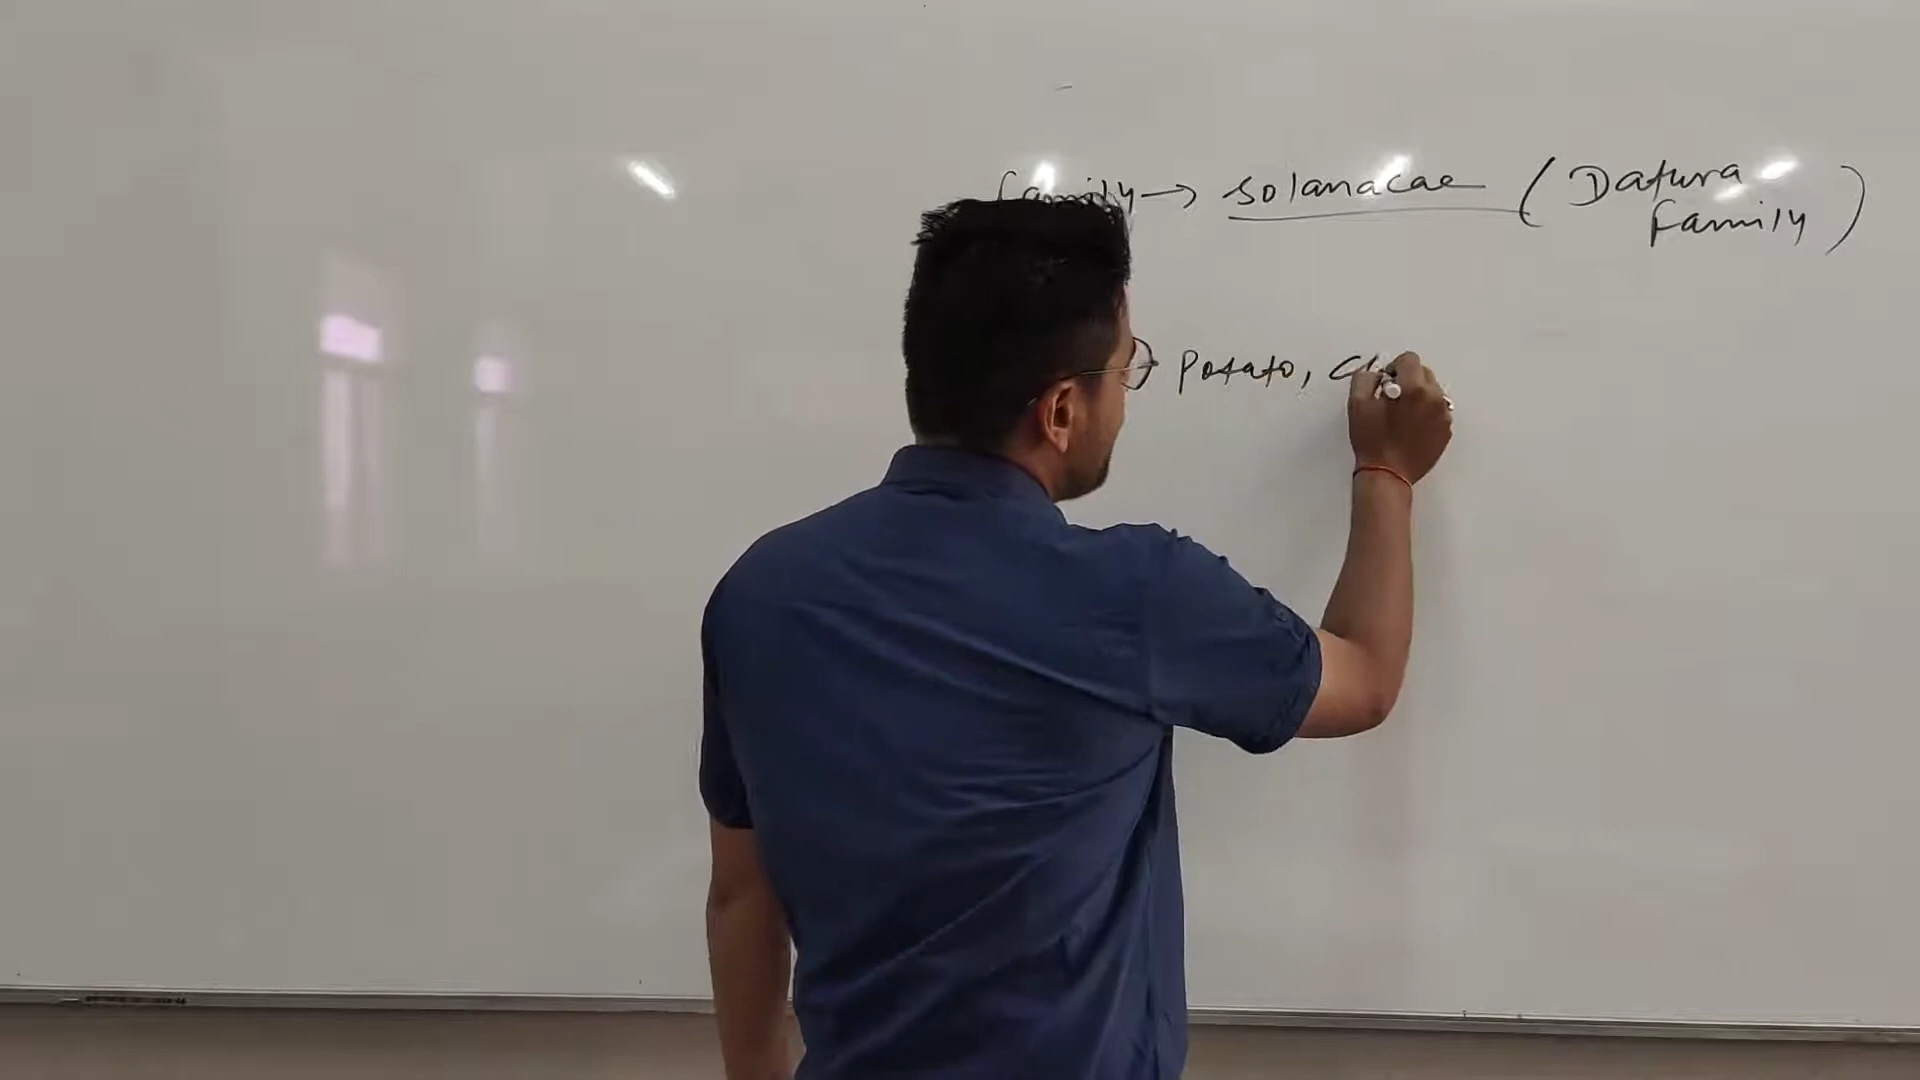 family → solanacae (Datura
family)
Potato,